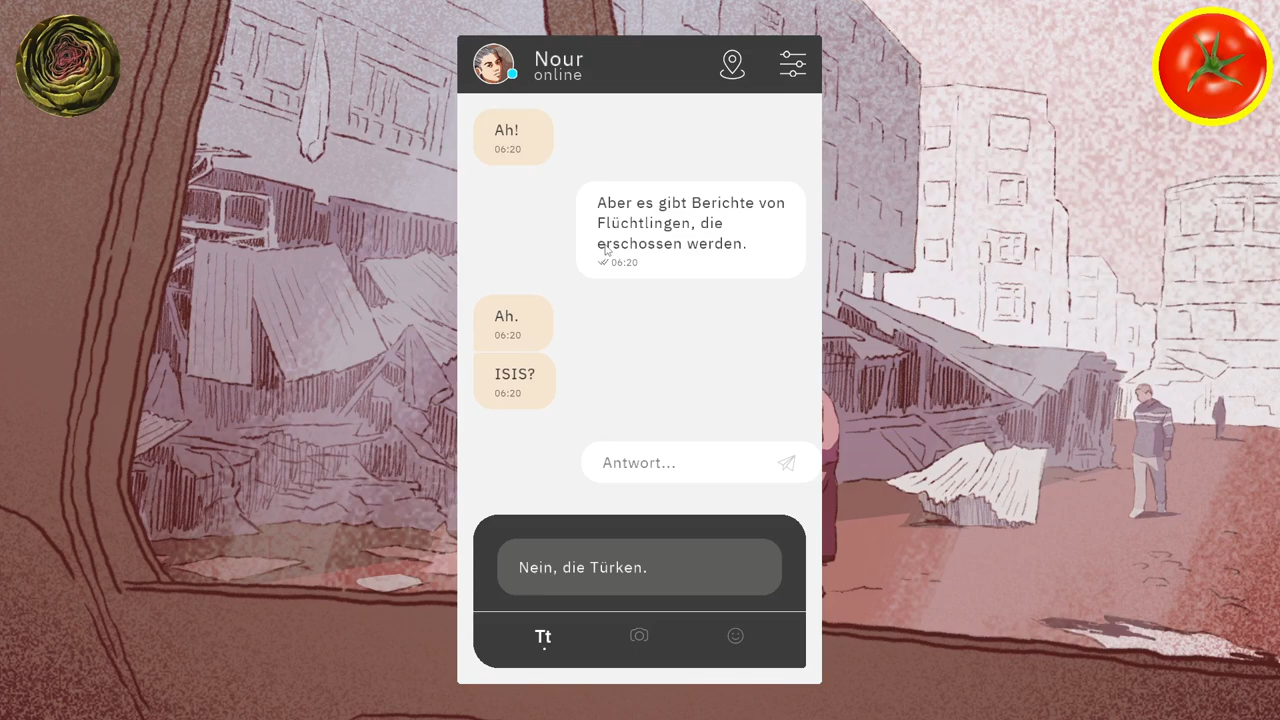 Nour
online
Ah!
06:20
Aber es gibt Berichte von
Flüchtlingen, die
erschossen werden.
06:20
Ah.
06:20
ISIS?
06:20
Antwort...
Nein, die Türken.
Tt